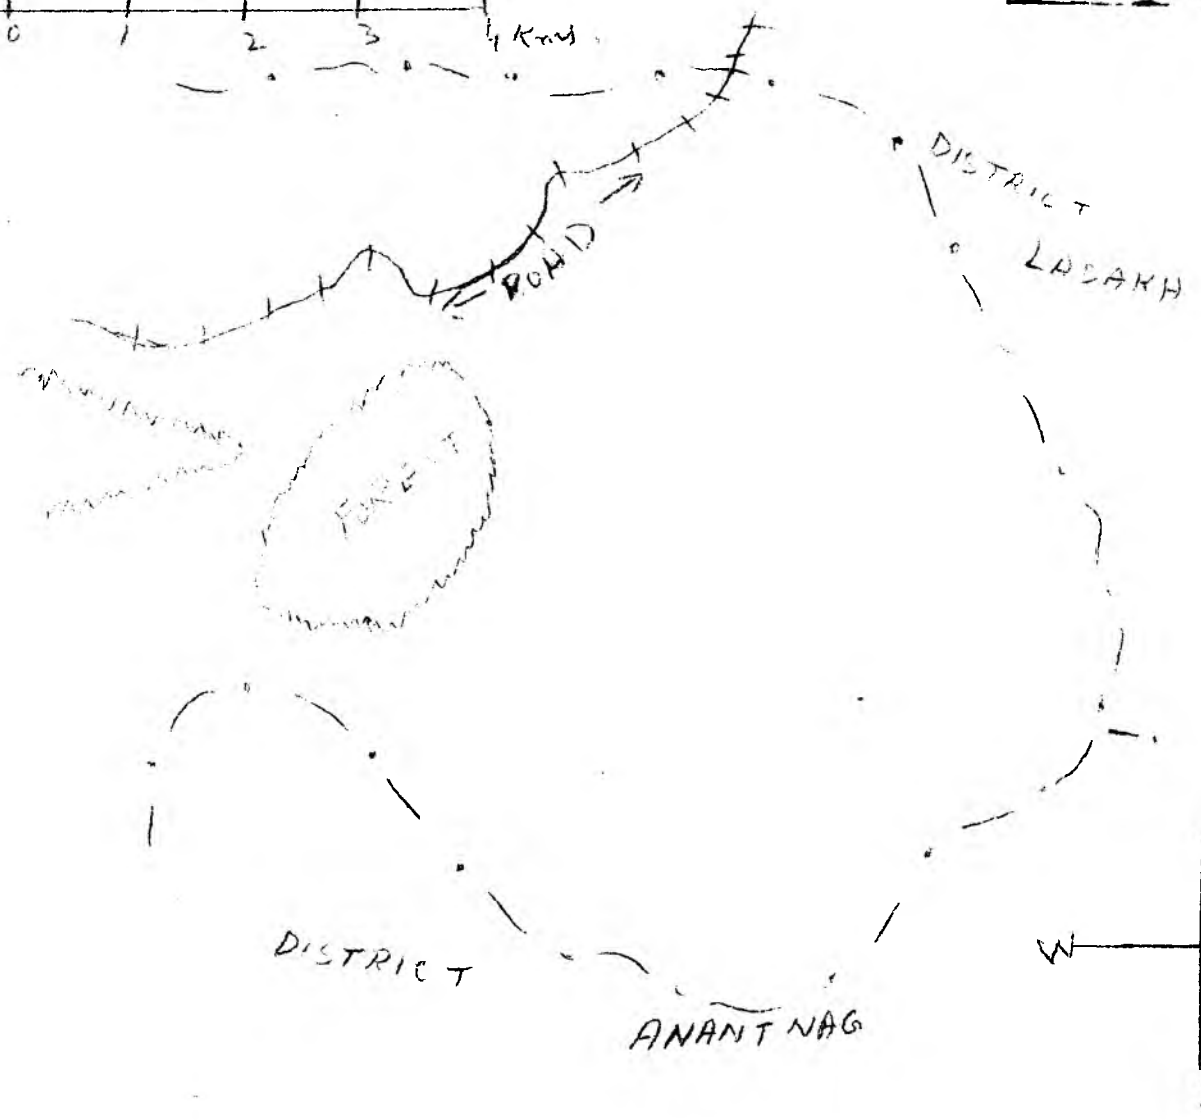 0 1 2 3 4 Kms.
DISTRICT
LADAKH
ROAD
FOREST
DISTRICT
ANANTNAG
W